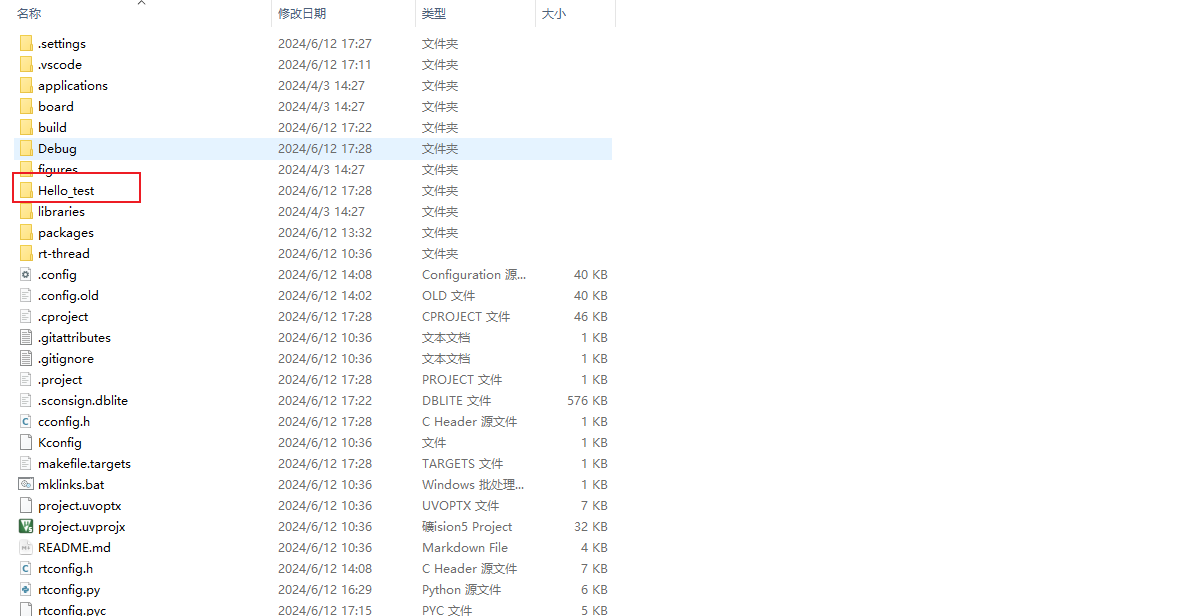 名称 修改日期 类型 大小
.settings 2024/6/12 17:27 文件夹
.vscode 2024/6/12 17:11 文件夹
applications 2024/4/3 14:27 文件夹
board 2024/4/3 14:27 文件夹
build 2024/6/12 17:22 文件夹
Debug 2024/6/12 17:28 文件夹
figures 2024/4/3 14:27 文件夹
Hello_test 2024/6/12 17:28 文件夹
libraries 2024/4/3 14:27 文件夹
packages 2024/6/12 13:32 文件夹
rt-thread 2024/6/12 10:36 文件夹
.config 2024/6/12 14:08 Configuration 源... 40 KB
.config.old 2024/6/12 14:02 OLD 文件 40 KB
.cproject 2024/6/12 17:28 CPROJECT 文件 46 KB
.gitattributes 2024/6/12 10:36 文本文档 1 KB
.gitignore 2024/6/12 10:36 文本文档 1 KB
.project 2024/6/12 17:28 PROJECT 文件 1 KB
.sconsign.dblite 2024/6/12 17:22 DBLITE 文件 576 KB
cconfig.h 2024/6/12 17:28 C Header 源文件 1 KB
Kconfig 2024/6/12 10:36 文件 1 KB
makefile.targets 2024/6/12 17:28 TARGETS 文件 1 KB
mklinks.bat 2024/6/12 10:36 Windows 批处理... 1 KB
project.uvoptx 2024/6/12 10:36 UVOPTX 文件 7 KB
project.uvprojx 2024/6/12 10:36 礦ision5 Project 32 KB
README.md 2024/6/12 10:36 Markdown File 4 KB
rtconfig.h 2024/6/12 14:08 C Header 源文件 7 KB
rtconfig.py 2024/6/12 16:29 Python 源文件 6 KB
rtconfig.pyc 2024/6/12 17:15 PYC 文件 5 KB